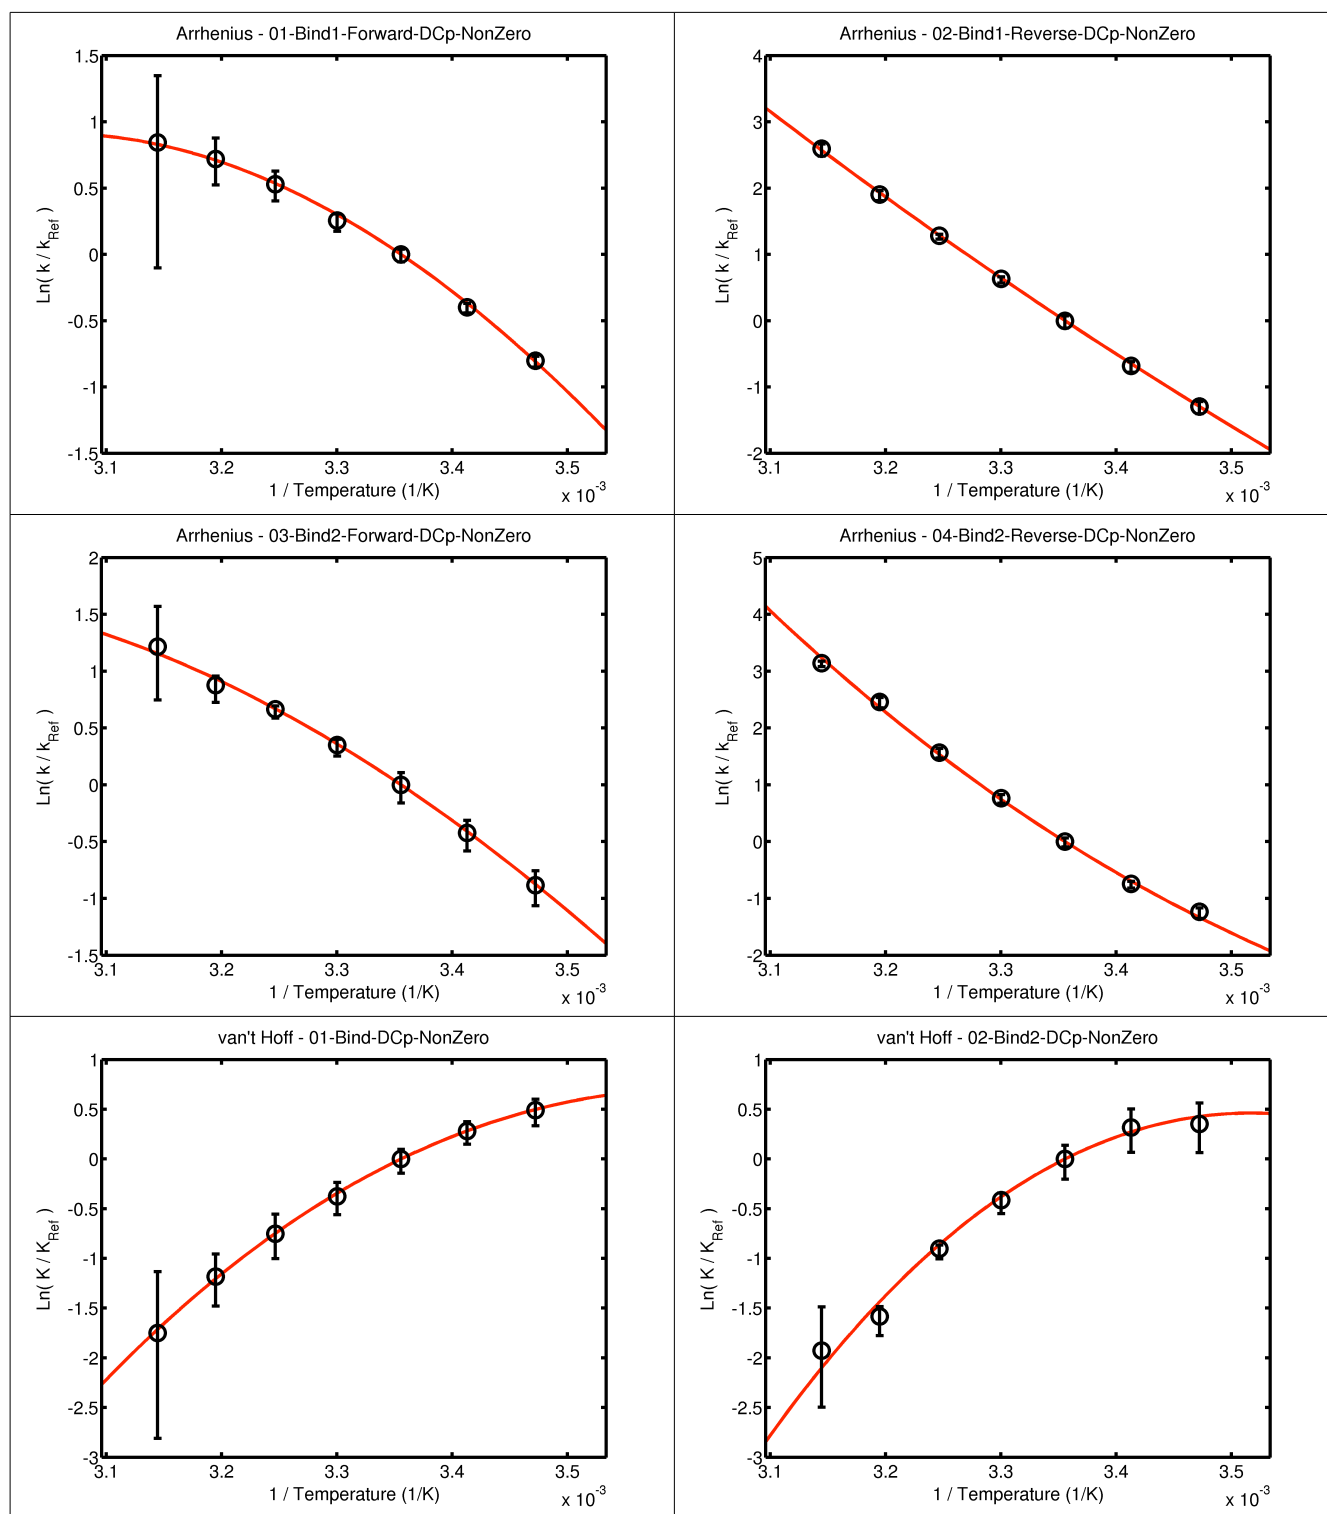 Arrhenius - 01-Bind1-Forward-DCp-NonZero
1.5
1
0.5
0
-0.5
-1
-1.5
Ln( k / k_Ref )
3.1 3.2 3.3 3.4 3.5
1 / Temperature (1/K)
x 10^-3
Arrhenius - 02-Bind1-Reverse-DCp-NonZero
4
3
2
1
0
-1
-2
Ln( k / k_Ref )
3.1 3.2 3.3 3.4 3.5
1 / Temperature (1/K)
x 10^-3
Arrhenius - 03-Bind2-Forward-DCp-NonZero
2
1.5
1
0.5
0
-0.5
-1
-1.5
Ln( k / k_Ref )
3.1 3.2 3.3 3.4 3.5
1 / Temperature (1/K)
x 10^-3
Arrhenius - 04-Bind2-Reverse-DCp-NonZero
5
4
3
2
1
0
-1
-2
Ln( k / k_Ref )
3.1 3.2 3.3 3.4 3.5
1 / Temperature (1/K)
x 10^-3
van't Hoff - 01-Bind-DCp-NonZero
1
0.5
0
-0.5
-1
-1.5
-2
-2.5
-3
Ln( K / K_Ref )
3.1 3.2 3.3 3.4 3.5
1 / Temperature (1/K)
x 10^-3
van't Hoff - 02-Bind2-DCp-NonZero
1
0.5
0
-0.5
-1
-1.5
-2
-2.5
-3
Ln( K / K_Ref )
3.1 3.2 3.3 3.4 3.5
1 / Temperature (1/K)
x 10^-3